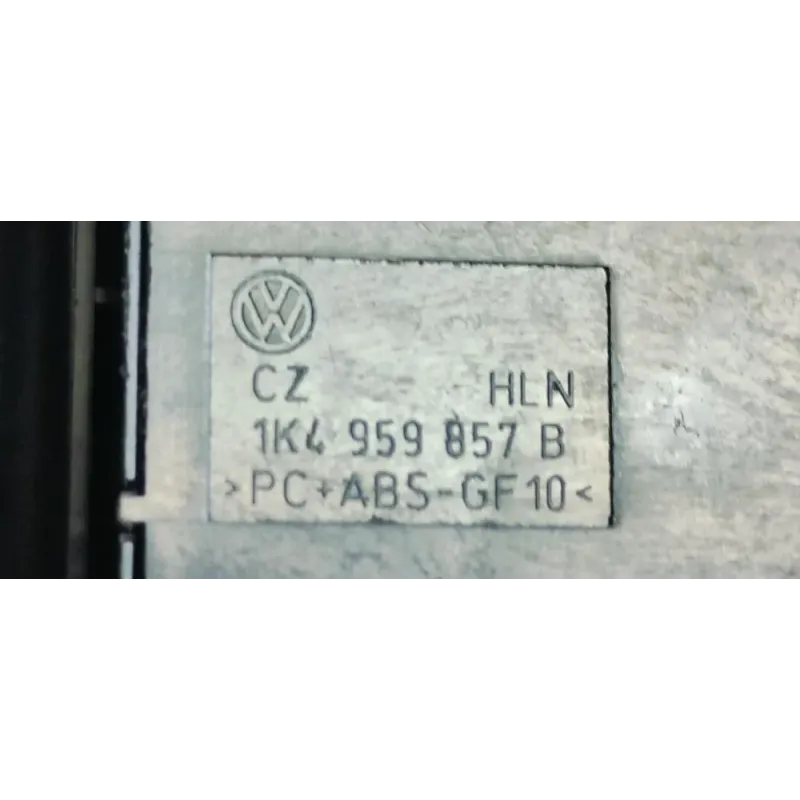 CZ HLN
1K4 959 857 B
>PC+ABS-GF10<